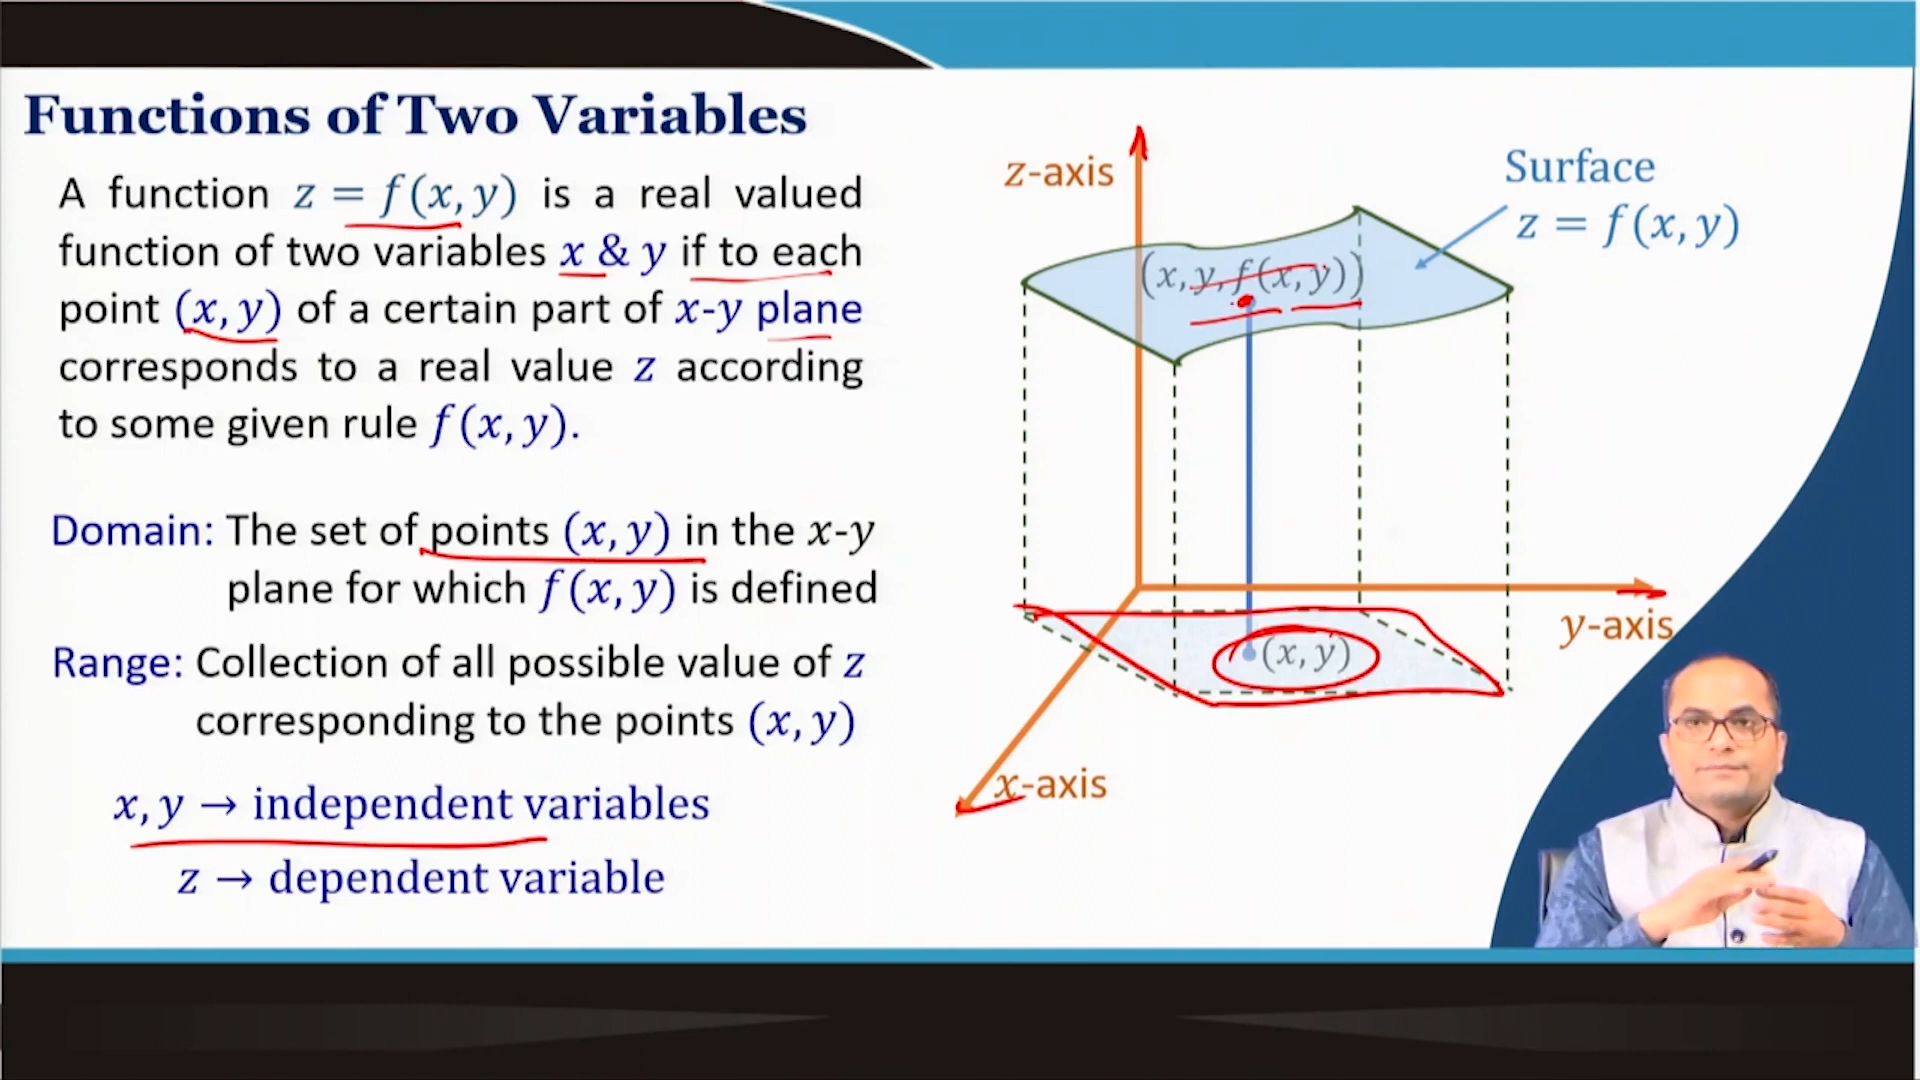 Functions of Two Variables
A function z = f(x, y) is a real valued
function of two variables x & y if to each
point (x, y) of a certain part of x-y plane
corresponds to a real value z according
to some given rule f(x, y).
Domain: The set of points (x, y) in the x-y
plane for which f(x, y) is defined
Range: Collection of all possible value of z
corresponding to the points (x, y)
x, y → independent variables
z → dependent variable
z-axis
Surface
z = f(x, y)
(x, y, f(x, y))
y-axis
(x, y)
x-axis